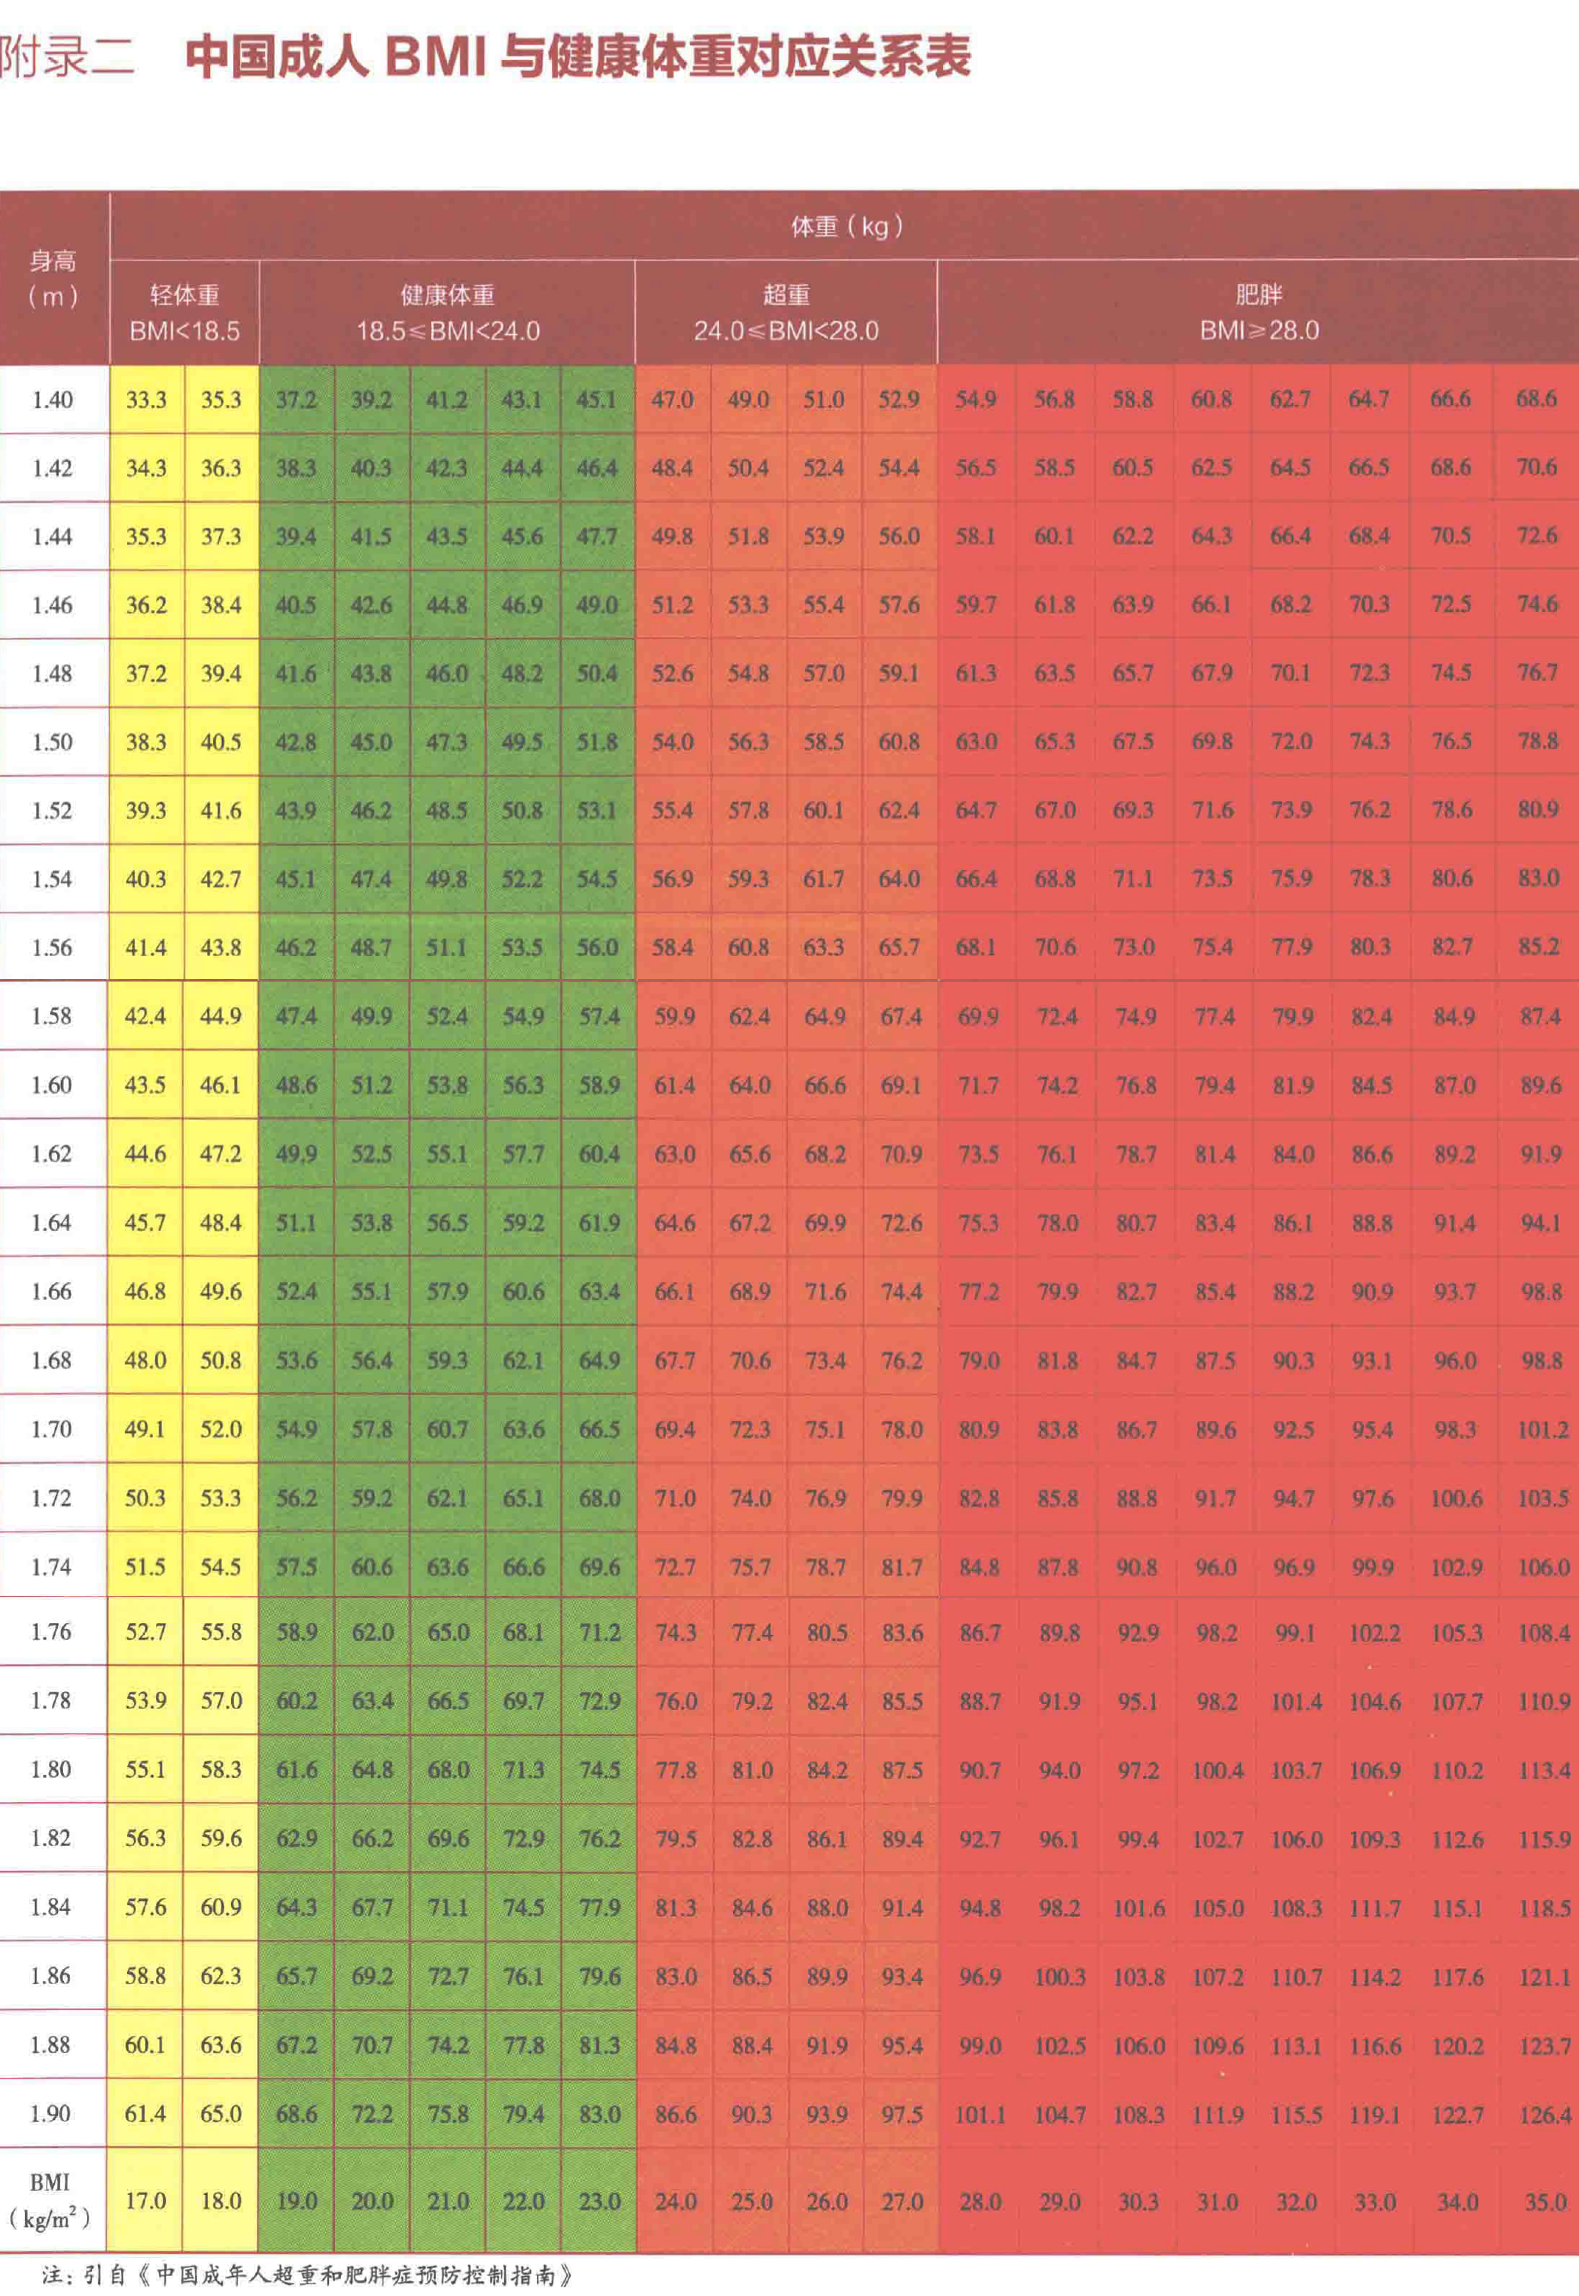 附录二 中国成人 BMI 与健康体重对应关系表
体重(kg)
身高
(m)
轻体重 健康体重 超重 肥胖
BMI<18.5 18.5≤BMI<24.0 24.0≤BMI<28.0 BMI≥28.0
1.40 33.3 35.3 37.2 39.2 41.2 43.1 45.1 47.0 49.0 51.0 52.9 54.9 56.8 58.8 60.8 62.7 64.7 66.6 68.6
1.42 34.3 36.3 38.3 40.3 42.3 44.4 46.4 48.4 50.4 52.4 54.4 56.5 58.5 60.5 62.5 64.5 66.5 68.6 70.6
1.44 35.3 37.3 39.4 41.5 43.5 45.6 47.7 49.8 51.8 53.9 56.0 58.1 60.1 62.2 64.3 66.4 68.4 70.5 72.6
1.46 36.2 38.4 40.5 42.6 44.8 46.9 49.0 51.2 53.3 55.4 57.6 59.7 61.8 63.9 66.1 68.2 70.3 72.5 74.6
1.48 37.2 39.4 41.6 43.8 46.0 48.2 50.4 52.6 54.8 57.0 59.1 61.3 63.5 65.7 67.9 70.1 72.3 74.5 76.7
1.50 38.3 40.5 42.8 45.0 47.3 49.5 51.8 54.0 56.3 58.5 60.8 63.0 65.3 67.5 69.8 72.0 74.3 76.5 78.8
1.52 39.3 41.6 43.9 46.2 48.5 50.8 53.1 55.4 57.8 60.1 62.4 64.7 67.0 69.3 71.6 73.9 76.2 78.6 80.9
1.54 40.3 42.7 45.1 47.4 49.8 52.2 54.5 56.9 59.3 61.7 64.0 66.4 68.8 71.1 73.5 75.9 78.3 80.6 83.0
1.56 41.4 43.8 46.2 48.7 51.1 53.5 56.0 58.4 60.8 63.3 65.7 68.1 70.6 73.0 75.4 77.9 80.3 82.7 85.2
1.58 42.4 44.9 47.4 49.9 52.4 54.9 57.4 59.9 62.4 64.9 67.4 69.9 72.4 74.9 77.4 79.9 82.4 84.9 87.4
1.60 43.5 46.1 48.6 51.2 53.8 56.3 58.9 61.4 64.0 66.6 69.1 71.7 74.2 76.8 79.4 81.9 84.5 87.0 89.6
1.62 44.6 47.2 49.9 52.5 55.1 57.7 60.4 63.0 65.6 68.2 70.9 73.5 76.1 78.7 81.4 84.0 86.6 89.2 91.9
1.64 45.7 48.4 51.1 53.8 56.5 59.2 61.9 64.6 67.2 69.9 72.6 75.3 78.0 80.7 83.4 86.1 88.8 91.4 94.1
1.66 46.8 49.6 52.4 55.1 57.9 60.6 63.4 66.1 68.9 71.6 74.4 77.2 79.9 82.7 85.4 88.2 90.9 93.7 98.8
1.68 48.0 50.8 53.6 56.4 59.3 62.1 64.9 67.7 70.6 73.4 76.2 79.0 81.8 84.7 87.5 90.3 93.1 96.0 98.8
1.70 49.1 52.0 54.9 57.8 60.7 63.6 66.5 69.4 72.3 75.1 78.0 80.9 83.8 86.7 89.6 92.5 95.4 98.3 101.2
1.72 50.3 53.3 56.2 59.2 62.1 65.1 68.0 71.0 74.0 76.9 79.9 82.8 85.8 88.8 91.7 94.7 97.6 100.6 103.5
1.74 51.5 54.5 57.5 60.6 63.6 66.6 69.6 72.7 75.7 78.7 81.7 84.8 87.8 90.8 96.0 96.9 99.9 102.9 106.0
1.76 52.7 55.8 58.9 62.0 65.0 68.1 71.2 74.3 77.4 80.5 83.6 86.7 89.8 92.9 98.2 99.1 102.2 105.3 108.4
1.78 53.9 57.0 60.2 63.4 66.5 69.7 72.9 76.0 79.2 82.4 85.5 88.7 91.9 95.1 98.2 101.4 104.6 107.7 110.9
1.80 55.1 58.3 61.6 64.8 68.0 71.3 74.5 77.8 81.0 84.2 87.5 90.7 94.0 97.2 100.4 103.7 106.9 110.2 113.4
1.82 56.3 59.6 62.9 66.2 69.6 72.9 76.2 79.5 82.8 86.1 89.4 92.7 96.1 99.4 102.7 106.0 109.3 112.6 115.9
1.84 57.6 60.9 64.3 67.7 71.1 74.5 77.9 81.3 84.6 88.0 91.4 94.8 98.2 101.6 105.0 108.3 111.7 115.1 118.5
1.86 58.8 62.3 65.7 69.2 72.7 76.1 79.6 83.0 86.5 89.9 93.4 96.9 100.3 103.8 107.2 110.7 114.2 117.6 121.1
1.88 60.1 63.6 67.2 70.7 74.2 77.8 81.3 84.8 88.4 91.9 95.4 99.0 102.5 106.0 109.6 113.1 116.6 120.2 123.7
1.90 61.4 65.0 68.6 72.2 75.8 79.4 83.0 86.6 90.3 93.9 97.5 101.1 104.7 108.3 111.9 115.5 119.1 122.7 126.4
BMI
(kg/m²) 17.0 18.0 19.0 20.0 21.0 22.0 23.0 24.0 25.0 26.0 27.0 28.0 29.0 30.3 31.0 32.0 33.0 34.0 35.0
注：引自《中国成年人超重和肥胖症预防控制指南》